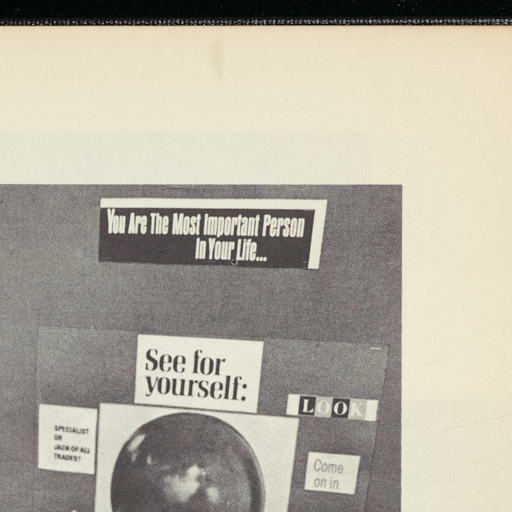 You Are The Most Important Person
In Your Life...
See for
yourself:
LOOK
SPECIALIST
OR
JACK-OF-ALL
TRADES?
Come
on in